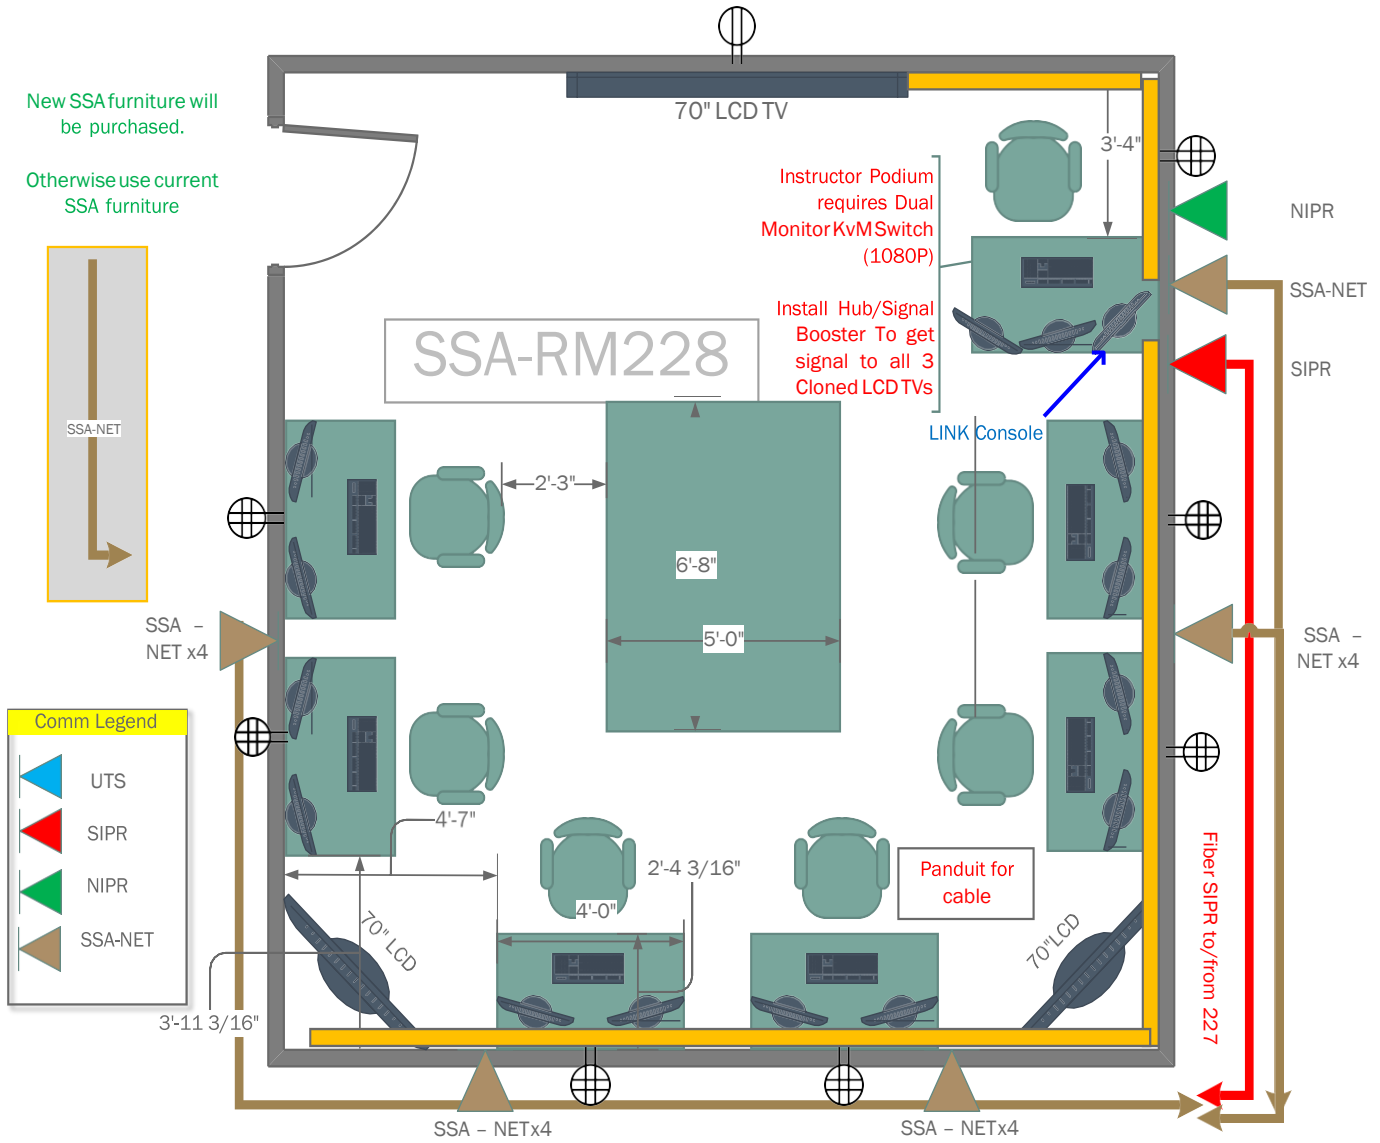 New SSA furniture will
be purchased.
Otherwise use current
SSA furniture
SSA-NET
70" LCD TV
3'-4"
Instructor Podium
requires Dual
Monitor KvM Switch
(1080P)
Install Hub/Signal
Booster To get
signal to all 3
Cloned LCD TVs
LINK Console
NIPR
SSA-NET
SIPR
SSA-RM228
2'-3"
6'-8"
5'-0"
SSA –
NET x4
SSA –
NET x4
Comm Legend
UTS
SIPR
NIPR
SSA-NET
4'-7"
2'-4 3/16"
4'-0"
Panduit for
cable
70" LCD
70"LCD
3'-11 3/16"
Fiber SIPR to/from 227
SSA – NETx4
SSA – NETx4